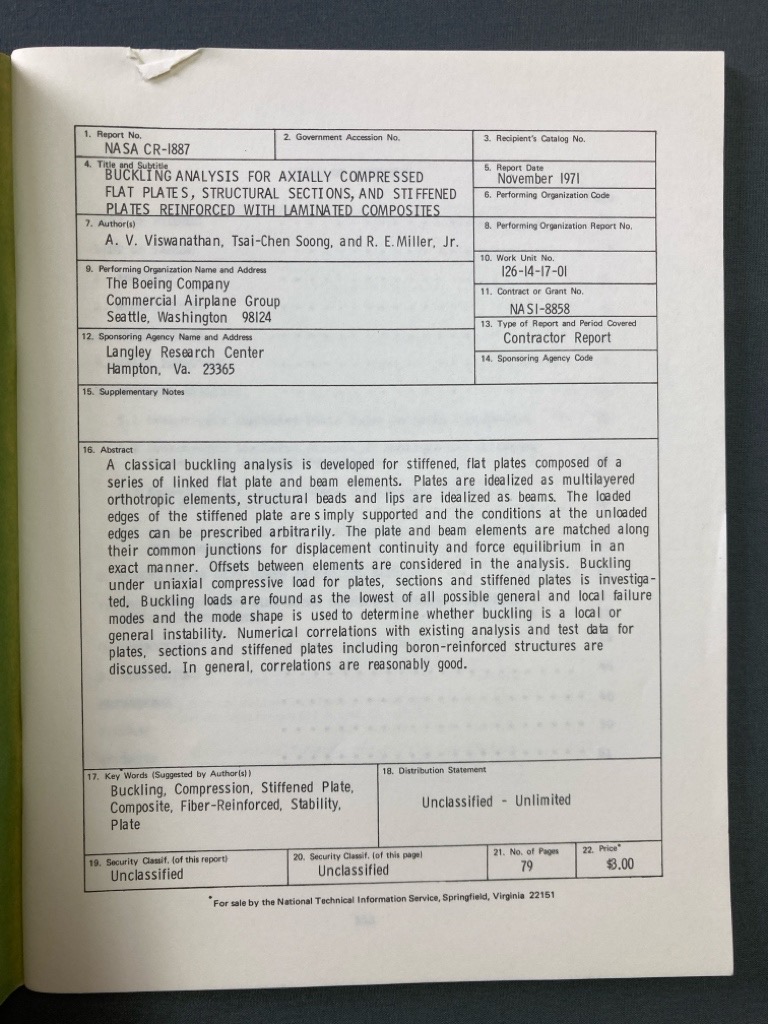 1. Report No.
NASA CR-1887
2. Government Accession No.
3. Recipient's Catalog No.
4. Title and Subtitle
BUCKLING ANALYSIS FOR AXIALLY COMPRESSED
FLAT PLATES, STRUCTURAL SECTIONS, AND STIFFENED
PLATES REINFORCED WITH LAMINATED COMPOSITES
5. Report Date
November 1971
6. Performing Organization Code
7. Author(s)
A. V. Viswanathan, Tsai-Chen Soong, and R. E. Miller, Jr.
8. Performing Organization Report No.
9. Performing Organization Name and Address
The Boeing Company
Commercial Airplane Group
Seattle, Washington 98124
10. Work Unit No.
126-14-17-01
11. Contract or Grant No.
NAS1-8858
12. Sponsoring Agency Name and Address
Langley Research Center
Hampton, Va. 23365
13. Type of Report and Period Covered
Contractor Report
14. Sponsoring Agency Code
15. Supplementary Notes
16. Abstract
A classical buckling analysis is developed for stiffened, flat plates composed of a
series of linked flat plate and beam elements. Plates are idealized as multilayered
orthotropic elements, structural beads and lips are idealized as beams. The loaded
edges of the stiffened plate are simply supported and the conditions at the unloaded
edges can be prescribed arbitrarily. The plate and beam elements are matched along
their common junctions for displacement continuity and force equilibrium in an
exact manner. Offsets between elements are considered in the analysis. Buckling
under uniaxial compressive load for plates, sections and stiffened plates is investiga-
ted. Buckling loads are found as the lowest of all possible general and local failure
modes and the mode shape is used to determine whether buckling is a local or
general instability. Numerical correlations with existing analysis and test data for
plates, sections and stiffened plates including boron-reinforced structures are
discussed. In general, correlations are reasonably good.
17. Key Words (Suggested by Author(s))
Buckling, Compression, Stiffened Plate,
Composite, Fiber-Reinforced, Stability,
Plate
18. Distribution Statement
Unclassified - Unlimited
19. Security Classif. (of this report)
Unclassified
20. Security Classif. (of this page)
Unclassified
21. No. of Pages
79
22. Price*
$3.00
*For sale by the National Technical Information Service, Springfield, Virginia 22151